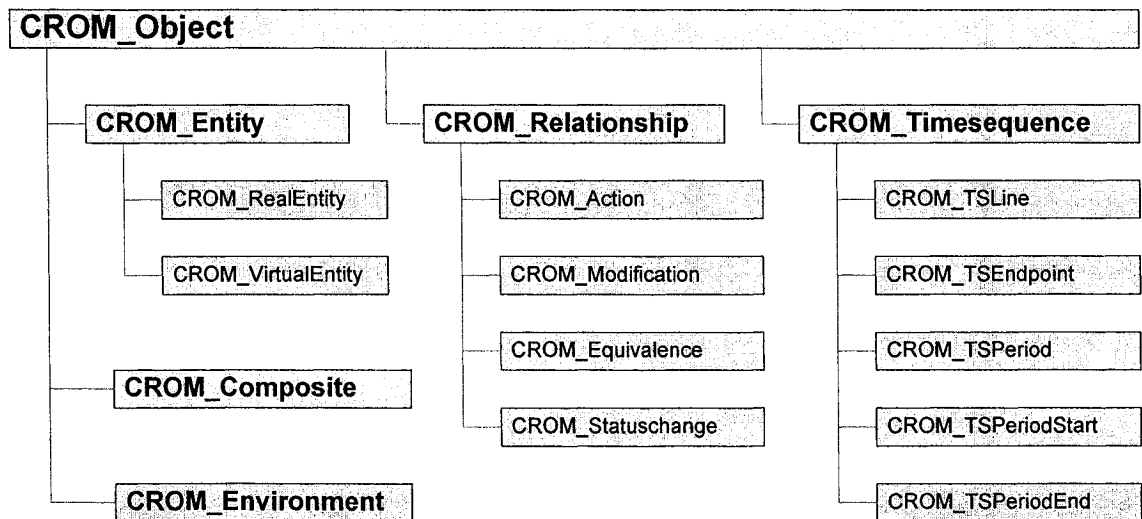 CROM_Object
CROM_Entity
CROM_RealEntity
CROM_VirtualEntity
CROM_Composite
CROM_Environment
CROM_Relationship
CROM_Action
CROM_Modification
CROM_Equivalence
CROM_Statuschange
CROM_Timesequence
CROM_TSLine
CROM_TSEndpoint
CROM_TSPeriod
CROM_TSPeriodStart
CROM_TSPeriodEnd